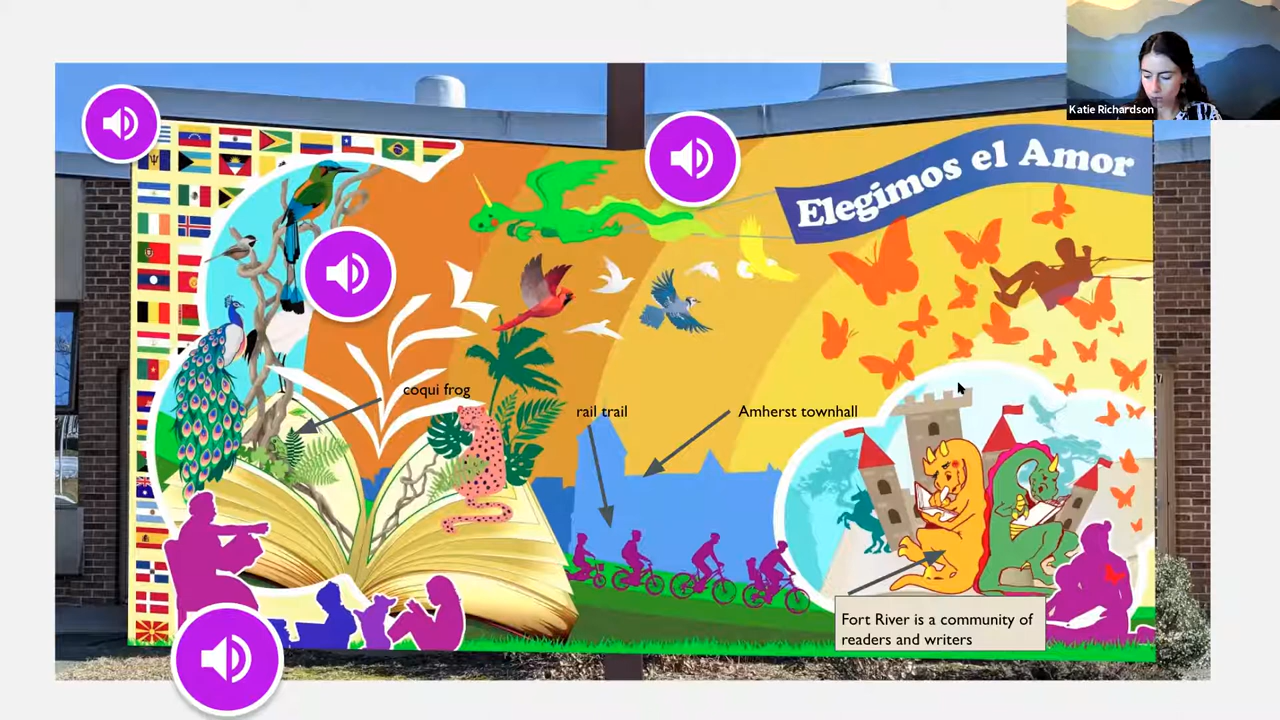 Katie Richardson
Elegimos el Amor
coqui frog
rail trail
Amherst townhall
Fort River is a community of
readers and writers